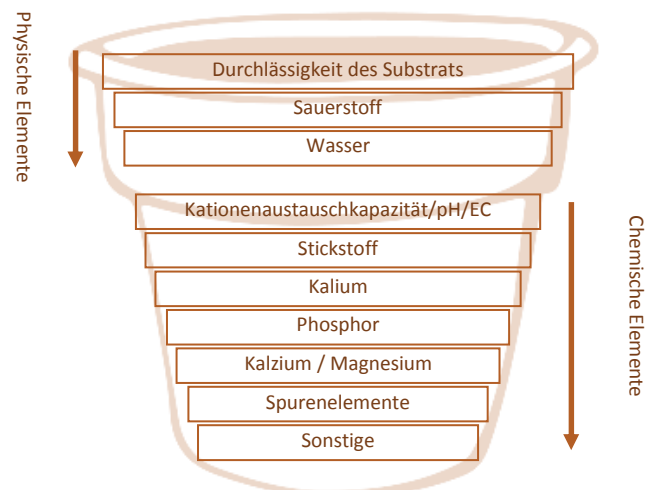 Physische Elemente
Durchlässigkeit des Substrats
Sauerstoff
Wasser
Kationenaustauschkapazität/pH/EC
Stickstoff
Kalium
Phosphor
Kalzium / Magnesium
Spurenelemente
Sonstige
Chemische Elemente